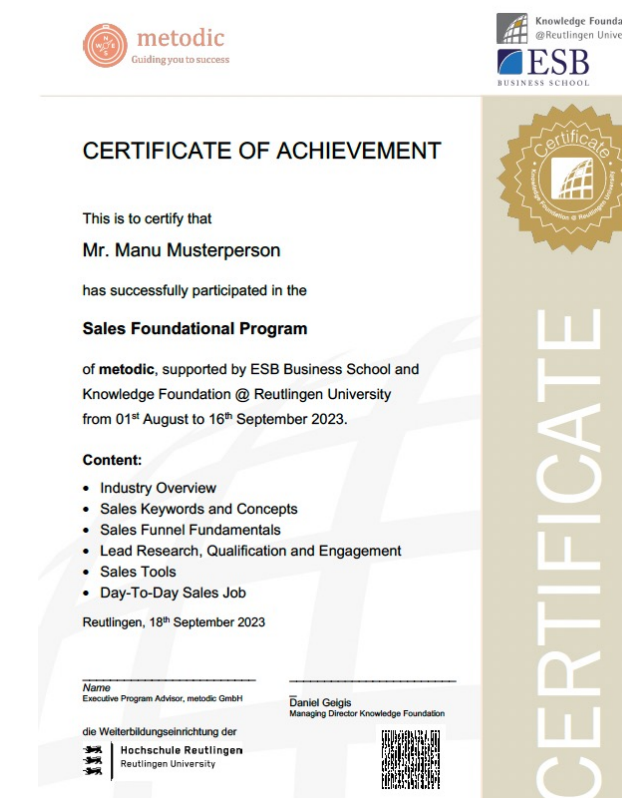 metodic
Guiding you to success
Knowledge Founda
@Reutlingen Unive
ESB
BUSINESS SCHOOL
CERTIFICATE OF ACHIEVEMENT
Certificate
Knowledge Foundation @ Reutlingen University
This is to certify that
Mr. Manu Musterperson
has successfully participated in the
Sales Foundational Program
of metodic, supported by ESB Business School and
Knowledge Foundation @ Reutlingen University
from 01st August to 16th September 2023.
Content:
• Industry Overview
• Sales Keywords and Concepts
• Sales Funnel Fundamentals
• Lead Research, Qualification and Engagement
• Sales Tools
• Day-To-Day Sales Job
Reutlingen, 18th September 2023
Name
Executive Program Advisor, metodic GmbH
Daniel Geigis
Managing Director Knowledge Foundation
die Weiterbildungseinrichtung der
Hochschule Reutlingen
Reutlingen University
CERTIFICATE